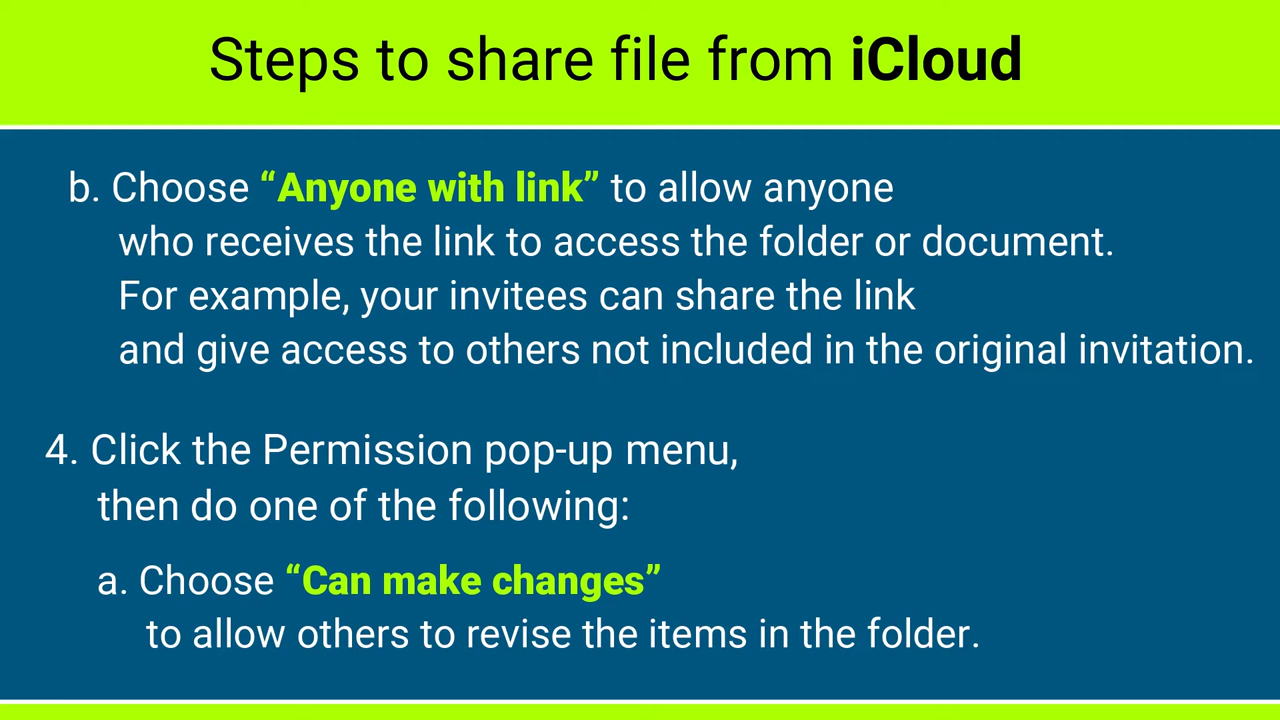 Steps to share file from iCloud
b. Choose “Anyone with link” to allow anyone
who receives the link to access the folder or document.
For example, your invitees can share the link
and give access to others not included in the original invitation.
4. Click the Permission pop-up menu,
then do one of the following:
a. Choose “Can make changes”
to allow others to revise the items in the folder.